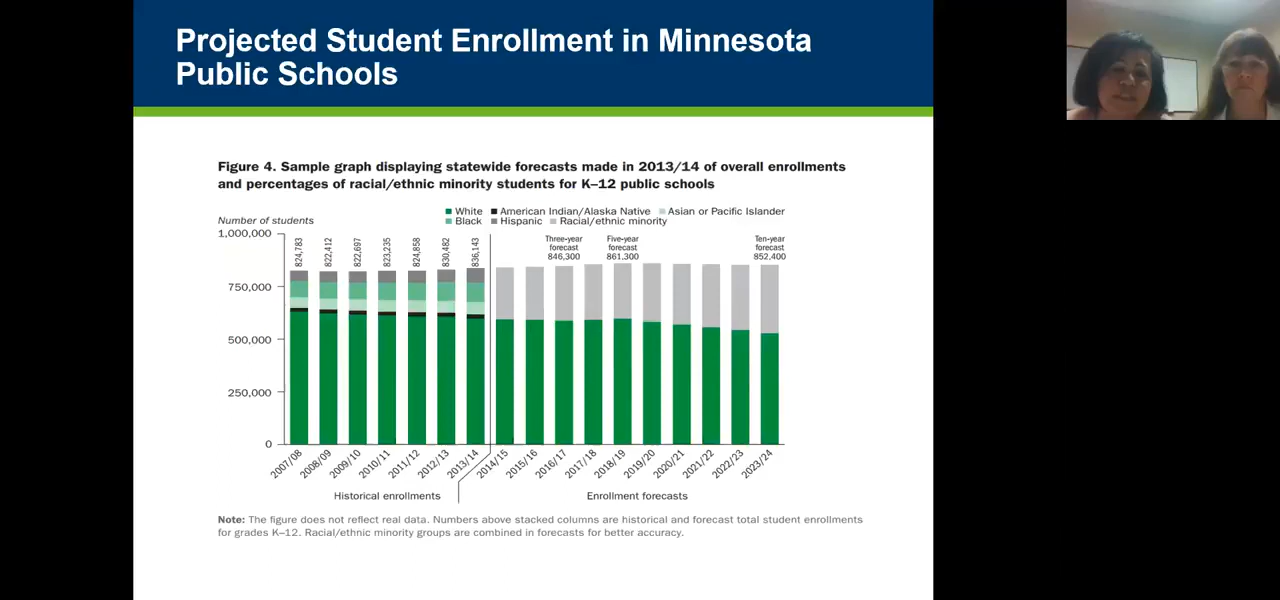 Projected Student Enrollment in Minnesota
Public Schools
Figure 4. Sample graph displaying statewide forecasts made in 2013/14 of overall enrollments
and percentages of racial/ethnic minority students for K–12 public schools
Number of students
White American Indian/Alaska Native Asian or Pacific Islander
Black Hispanic Racial/ethnic minority
1,000,000
750,000
500,000
250,000
0
824,783
822,412
822,697
823,235
824,858
830,482
836,143
Three-year
forecast
846,300
Five-year
forecast
861,300
Ten-year
forecast
852,400
2007/08
2008/09
2009/10
2010/11
2011/12
2012/13
2013/14
2014/15
2015/16
2016/17
2017/18
2018/19
2019/20
2020/21
2021/22
2022/23
2023/24
Historical enrollments
Enrollment forecasts
Note: The figure does not reflect real data. Numbers above stacked columns are historical and forecast total student enrollments
for grades K–12. Racial/ethnic minority groups are combined in forecasts for better accuracy.